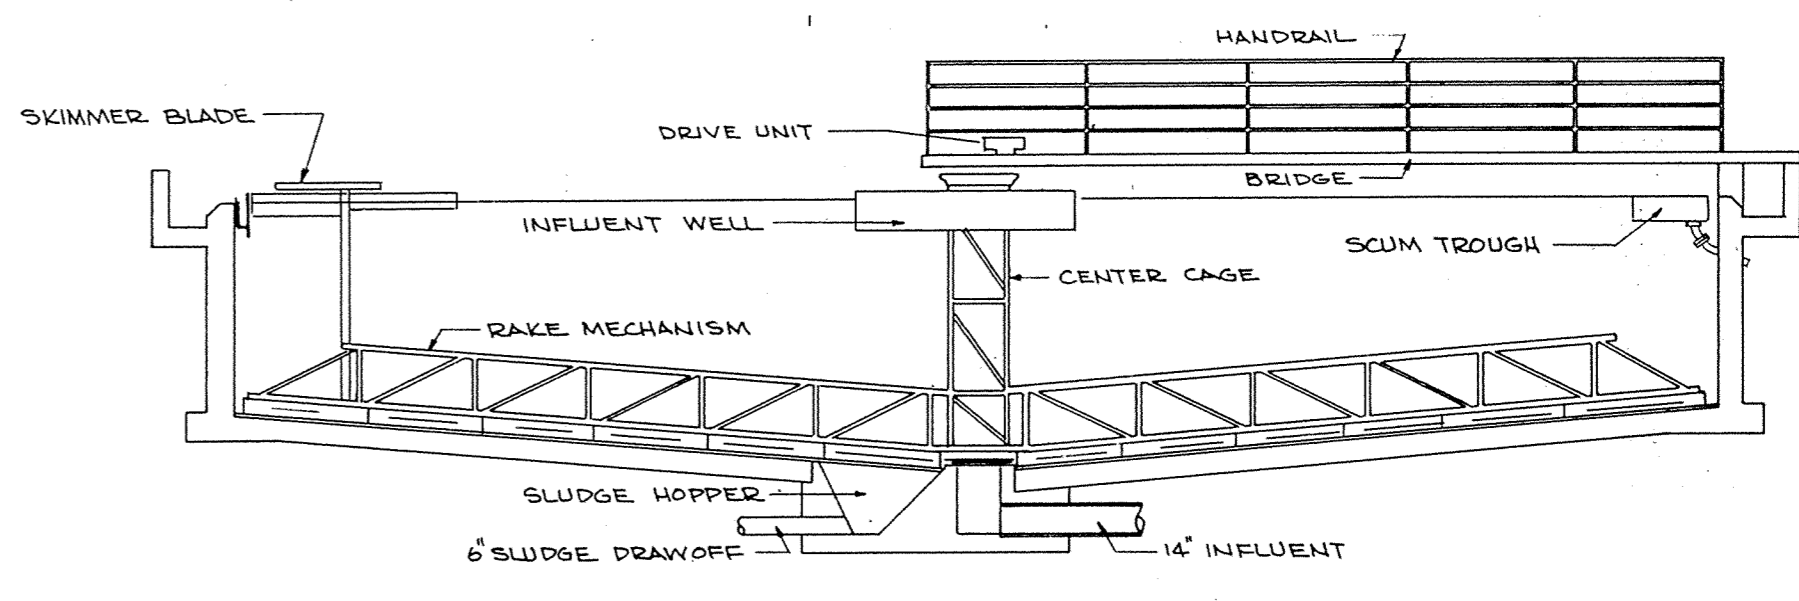 HANDRAIL
SKIMMER BLADE
DRIVE UNIT
BRIDGE
INFLUENT WELL
SCUM TROUGH
CENTER CAGE
RAKE MECHANISM
SLUDGE HOPPER
6" SLUDGE DRAWOFF
14" INFLUENT